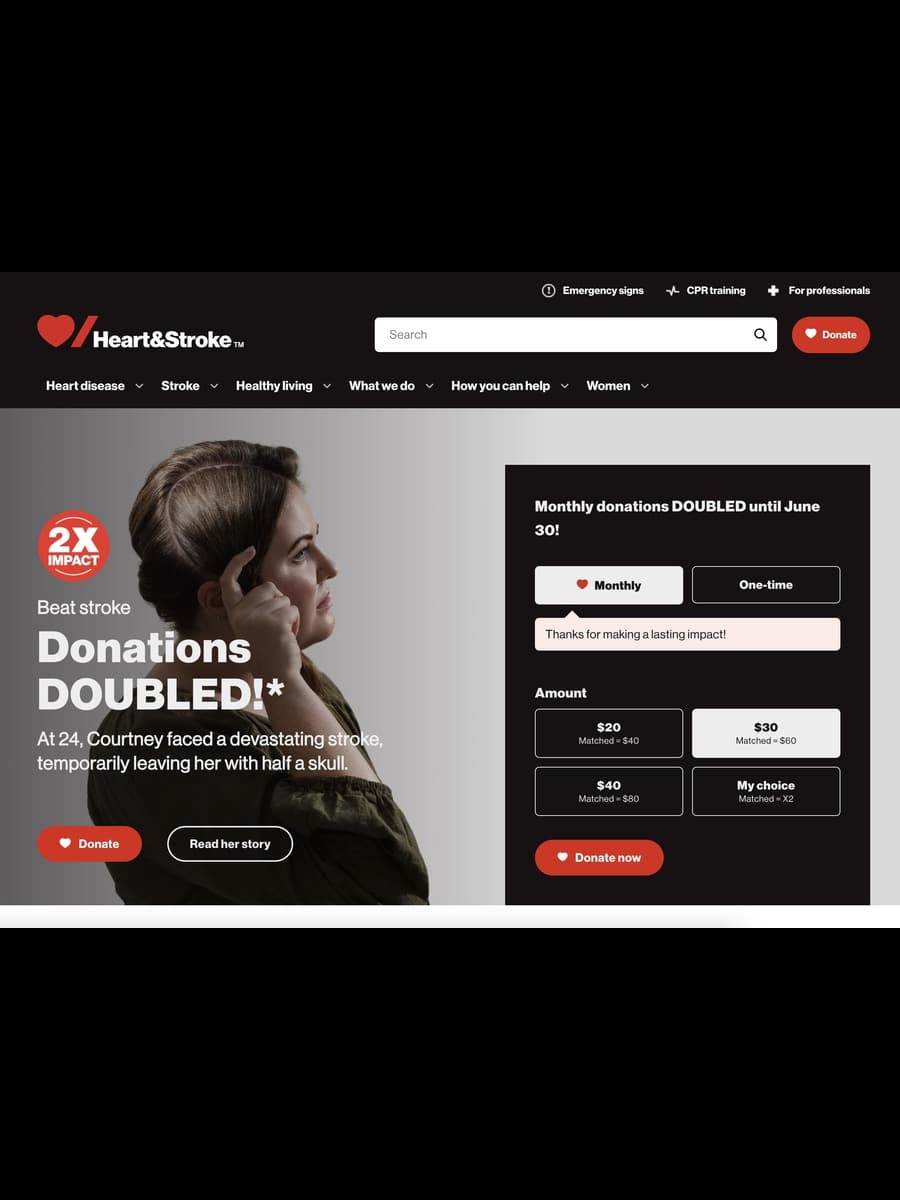 Emergency signs CPR training For professionals
Heart&Stroke™
Search
Donate
Heart disease Stroke Healthy living What we do How you can help Women
2X
IMPACT
Beat stroke
Donations
DOUBLED!*
At 24, Courtney faced a devastating stroke,
temporarily leaving her with half a skull.
Donate Read her story
Monthly donations DOUBLED until June
30!
Monthly One-time
Thanks for making a lasting impact!
Amount
$20 $30
Matched = $40 Matched = $60
$40 My choice
Matched = $80 Matched = X2
Donate now